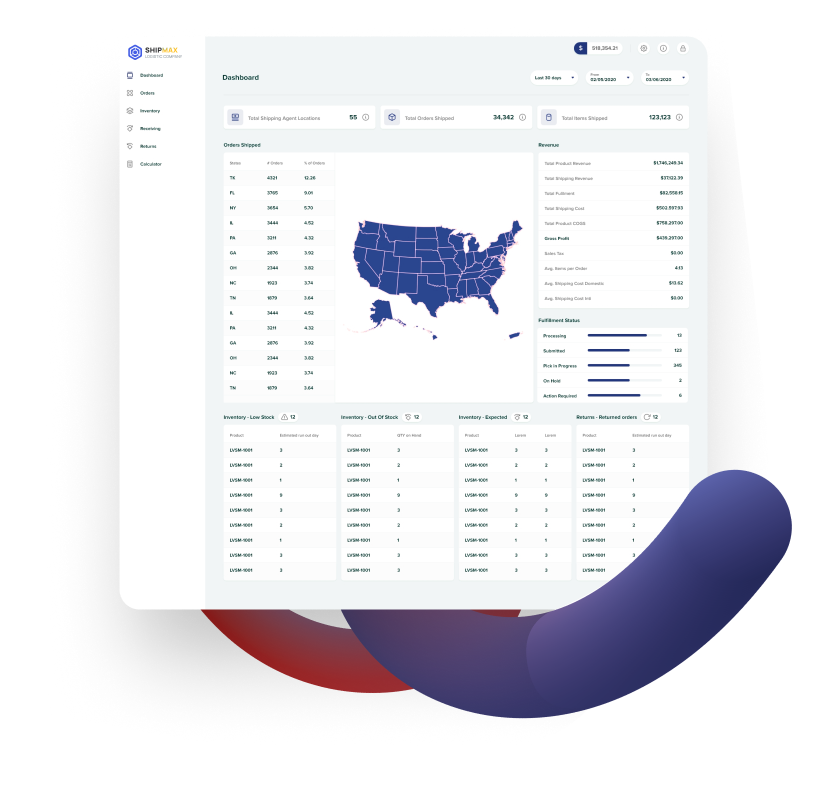 SHIPMAX
LOGISTIC COMPANY
Dashboard
Orders
Inventory
Receiving
Returns
Calculator
$ 518,354.21
Dashboard
Last 30 days
From
02/05/2020
To
03/05/2020
Total Shipping Agent Locations 55
Total Orders Shipped 34,342
Total Items Shipped 123,123
Orders Shipped
States # Orders % of Orders
TX 4321 12.26
FL 3765 9.01
NY 3654 5.70
IL 3444 4.52
PA 3211 4.32
GA 2876 3.92
OH 2344 3.82
NC 1923 3.74
TN 1879 3.64
IL 3444 4.52
PA 3211 4.32
GA 2876 3.92
OH 2344 3.82
NC 1923 3.74
TN 1879 3.64
Revenue
Total Product Revenue $1,746,249.34
Total Shipping Revenue $37,122.39
Total Fulfilment $82,558.15
Total Shipping Cost $502,597.93
Total Product COGS $758,297.00
Gross Profit $439,297.00
Sales Tax $0.00
Avg. Items per Order 4.13
Avg. Shipping Cost Domestic $13.62
Avg. Shipping Cost Intl $0.00
Fulfillment Status
Processing 13
Submitted 123
Pick in Progress 345
On Hold 2
Action Required 6
Inventory - Low Stock 12
Product Estimated run out day
LVSM-1001 3
LVSM-1001 2
LVSM-1001 1
LVSM-1001 9
LVSM-1001 3
LVSM-1001 2
LVSM-1001 1
LVSM-1001 3
LVSM-1001 3
Inventory - Out Of Stock 12
Product QTY on Hand
LVSM-1001 3
LVSM-1001 2
LVSM-1001 1
LVSM-1001 9
LVSM-1001 3
LVSM-1001 2
LVSM-1001 1
LVSM-1001 3
LVSM-1001 3
Inventory - Expected 12
Product Lorem Lorem
LVSM-1001 3 3
LVSM-1001 2 2
LVSM-1001 1 1
LVSM-1001 9 9
LVSM-1001 3 3
LVSM-1001 2 2
LVSM-1001 1 1
LVSM-1001 3 3
LVSM-1001 3 3
Returns - Returned orders 12
Product Estimated run out day
LVSM-1001 3
LVSM-1001 2
LVSM-1001 1
LVSM-1001 9
LVSM-1001 3
LVSM-1001 2
LVSM-1001 1
LVSM-1001 3
LVSM-1001